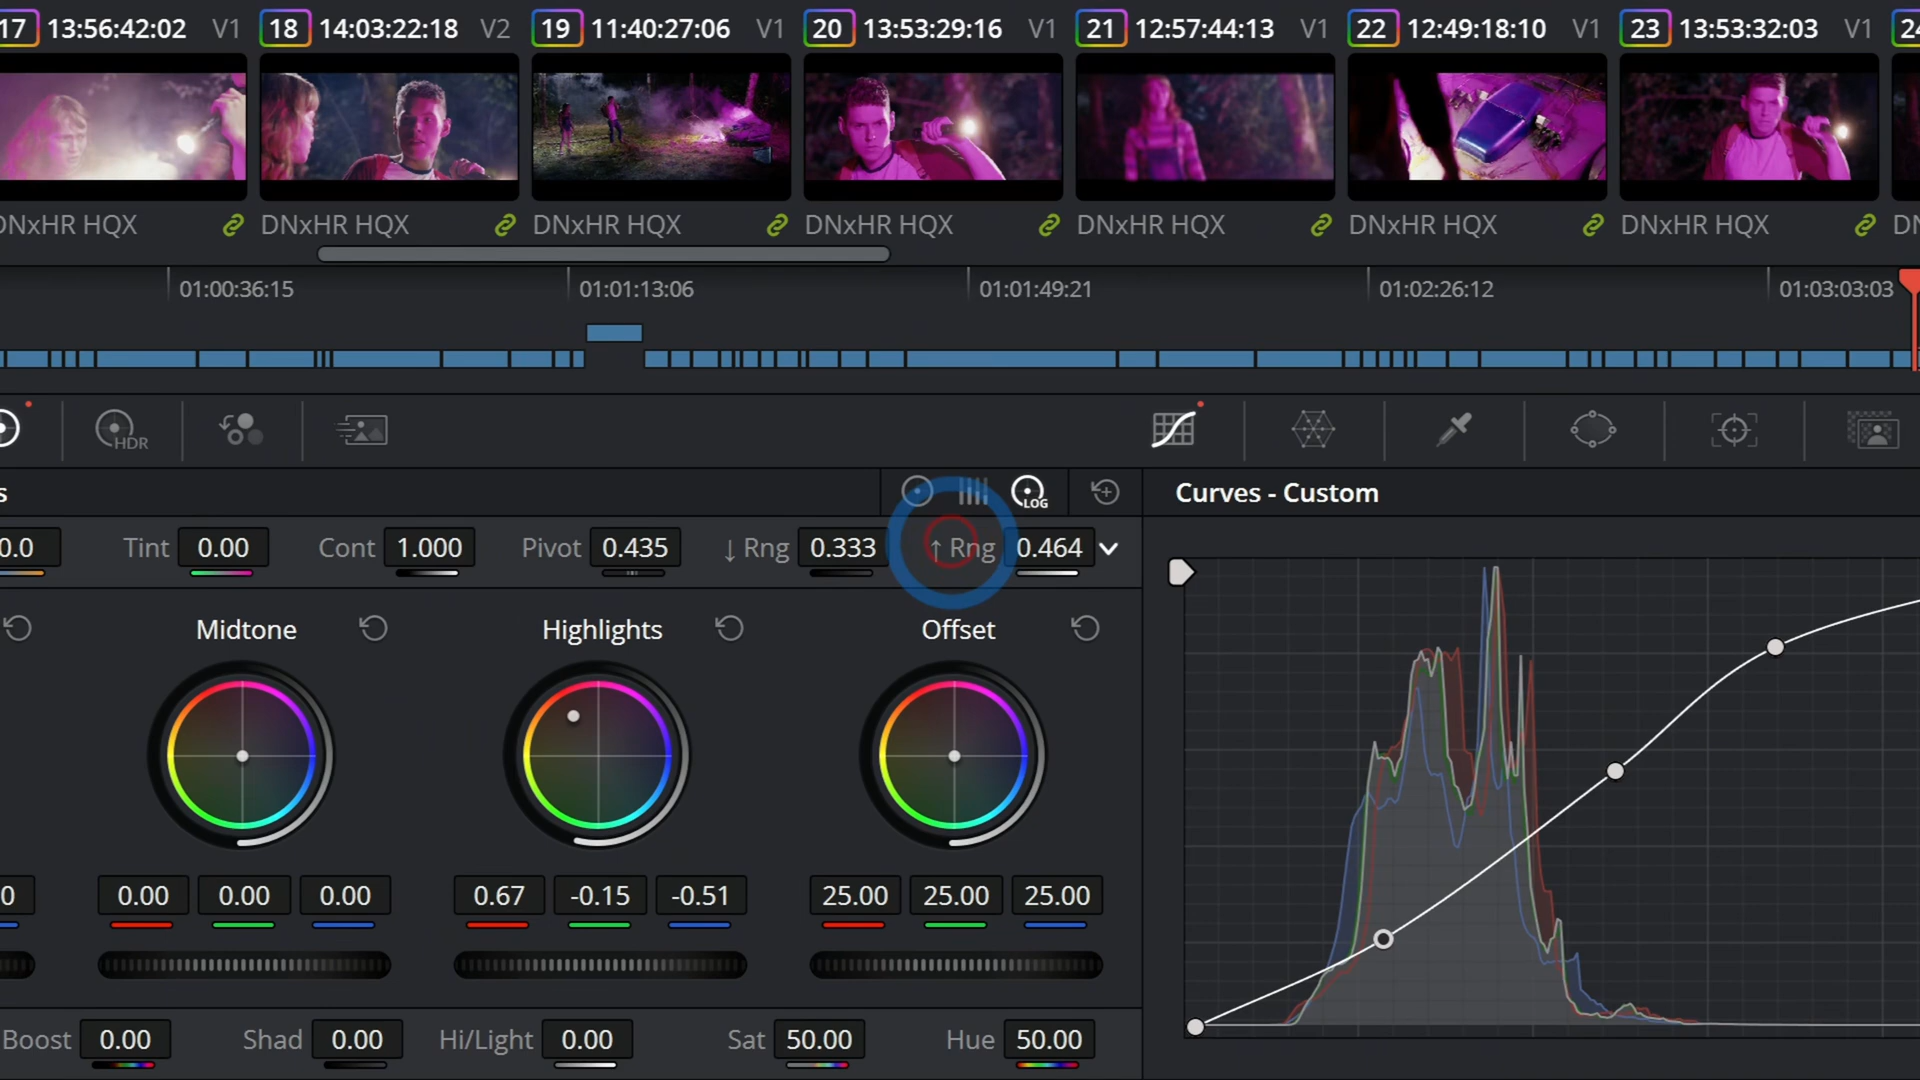 17 13:56:42:02 V1 18 14:03:22:18 V2 19 11:40:27:06 V1 20 13:53:29:16 V1 21 12:57:44:13 V1 22 12:49:18:10 V1 23 13:53:32:03 V1
DNxHR HQX DNxHR HQX DNxHR HQX DNxHR HQX DNxHR HQX DNxHR HQX DNxHR HQX
01:00:36:15 01:01:13:06 01:01:49:21 01:02:26:12 01:03:03:03
HDR
s LOG Curves - Custom
0.0 Tint 0.00 Cont 1.000 Pivot 0.435 ↓ Rng 0.333 ↑ Rng 0.464
Midtone Highlights Offset
0 0.00 0.00 0.00 0.67 -0.15 -0.51 25.00 25.00 25.00
Boost 0.00 Shad 0.00 Hi/Light 0.00 Sat 50.00 Hue 50.00